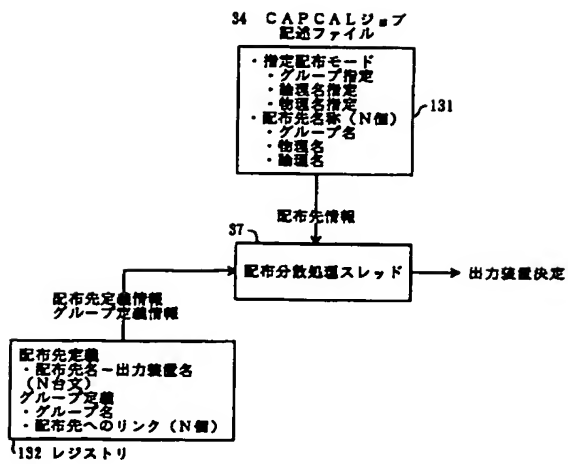 34 CAPCALジョブ
記述ファイル
・指定配布モード
・グループ指定
・論理名指定
・物理名指定
・配布先名称（N個）
・グループ名
・物理名
・論理名
131
配布先情報
37
配布分散処理スレッド
出力装置決定
配布先定義情報
グループ定義情報
配布先定義
・配布先名－出力装置名
（N台文）
グループ定義
・グループ名
・配布先へのリンク（N個）
132 レジストリ